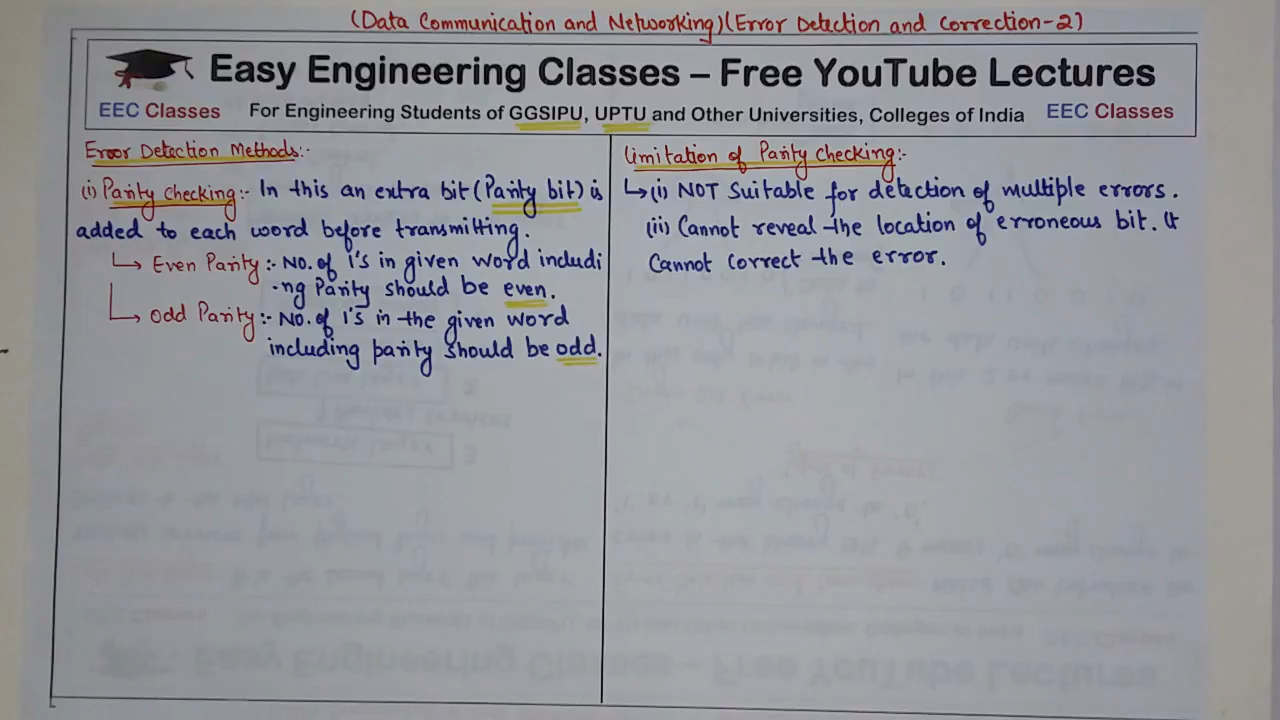 (Data Communication and Networking)(Error Detection and Correction-2)
Easy Engineering Classes – Free YouTube Lectures
EEC Classes For Engineering Students of GGSIPU, UPTU and Other Universities, Colleges of India EEC Classes
Error Detection Methods:-
(i) Parity Checking:- In this an extra bit (Parity bit) is
added to each word before transmitting.
↳ Even Parity:- No. of 1's in given word includi
-ng Parity should be even.
↳ Odd Parity:- No. of 1's in the given word
including parity should be odd.
Limitation of Parity Checking:-
↳ (i) NOT Suitable for detection of multiple errors.
(ii) Cannot reveal the location of erroneous bit. &
Cannot correct the error.